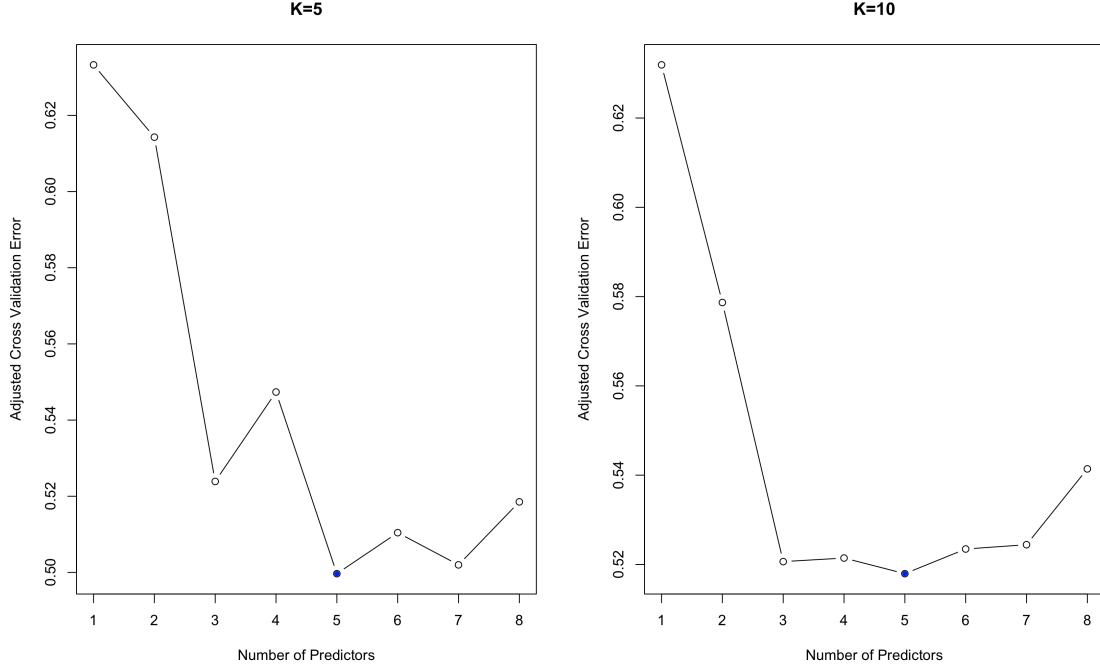 K=5
Adjusted Cross Validation Error
0.62
0.60
0.58
0.56
0.54
0.52
0.50
1 2 3 4 5 6 7 8
Number of Predictors
K=10
Adjusted Cross Validation Error
0.62
0.60
0.58
0.56
0.54
0.52
1 2 3 4 5 6 7 8
Number of Predictors